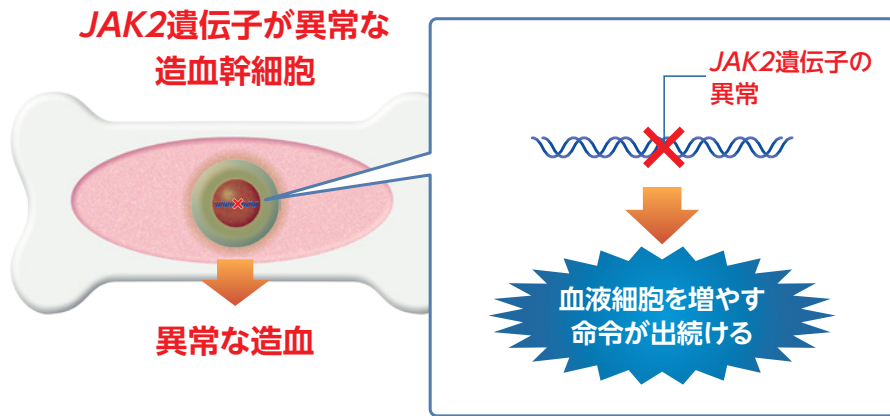 JAK2遺伝子が異常な
造血幹細胞
異常な造血
JAK2遺伝子の
異常
血液細胞を増やす
命令が出続ける